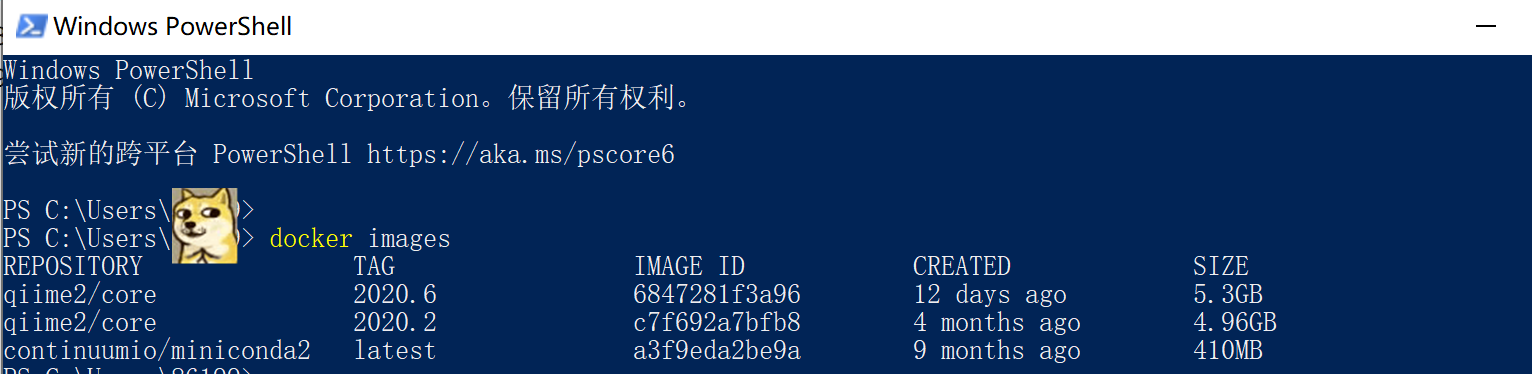 Windows PowerShell
Windows PowerShell
版权所有 (C) Microsoft Corporation。保留所有权利。
尝试新的跨平台 PowerShell https://aka.ms/pscore6
PS C:\Users\ >
PS C:\Users\ > docker images
REPOSITORY TAG IMAGE ID CREATED SIZE
qiime2/core 2020.6 6847281f3a96 12 days ago 5.3GB
qiime2/core 2020.2 c7f692a7bfb8 4 months ago 4.96GB
continuumio/miniconda2 latest a3f9eda2be9a 9 months ago 410MB
PS C:\Users\